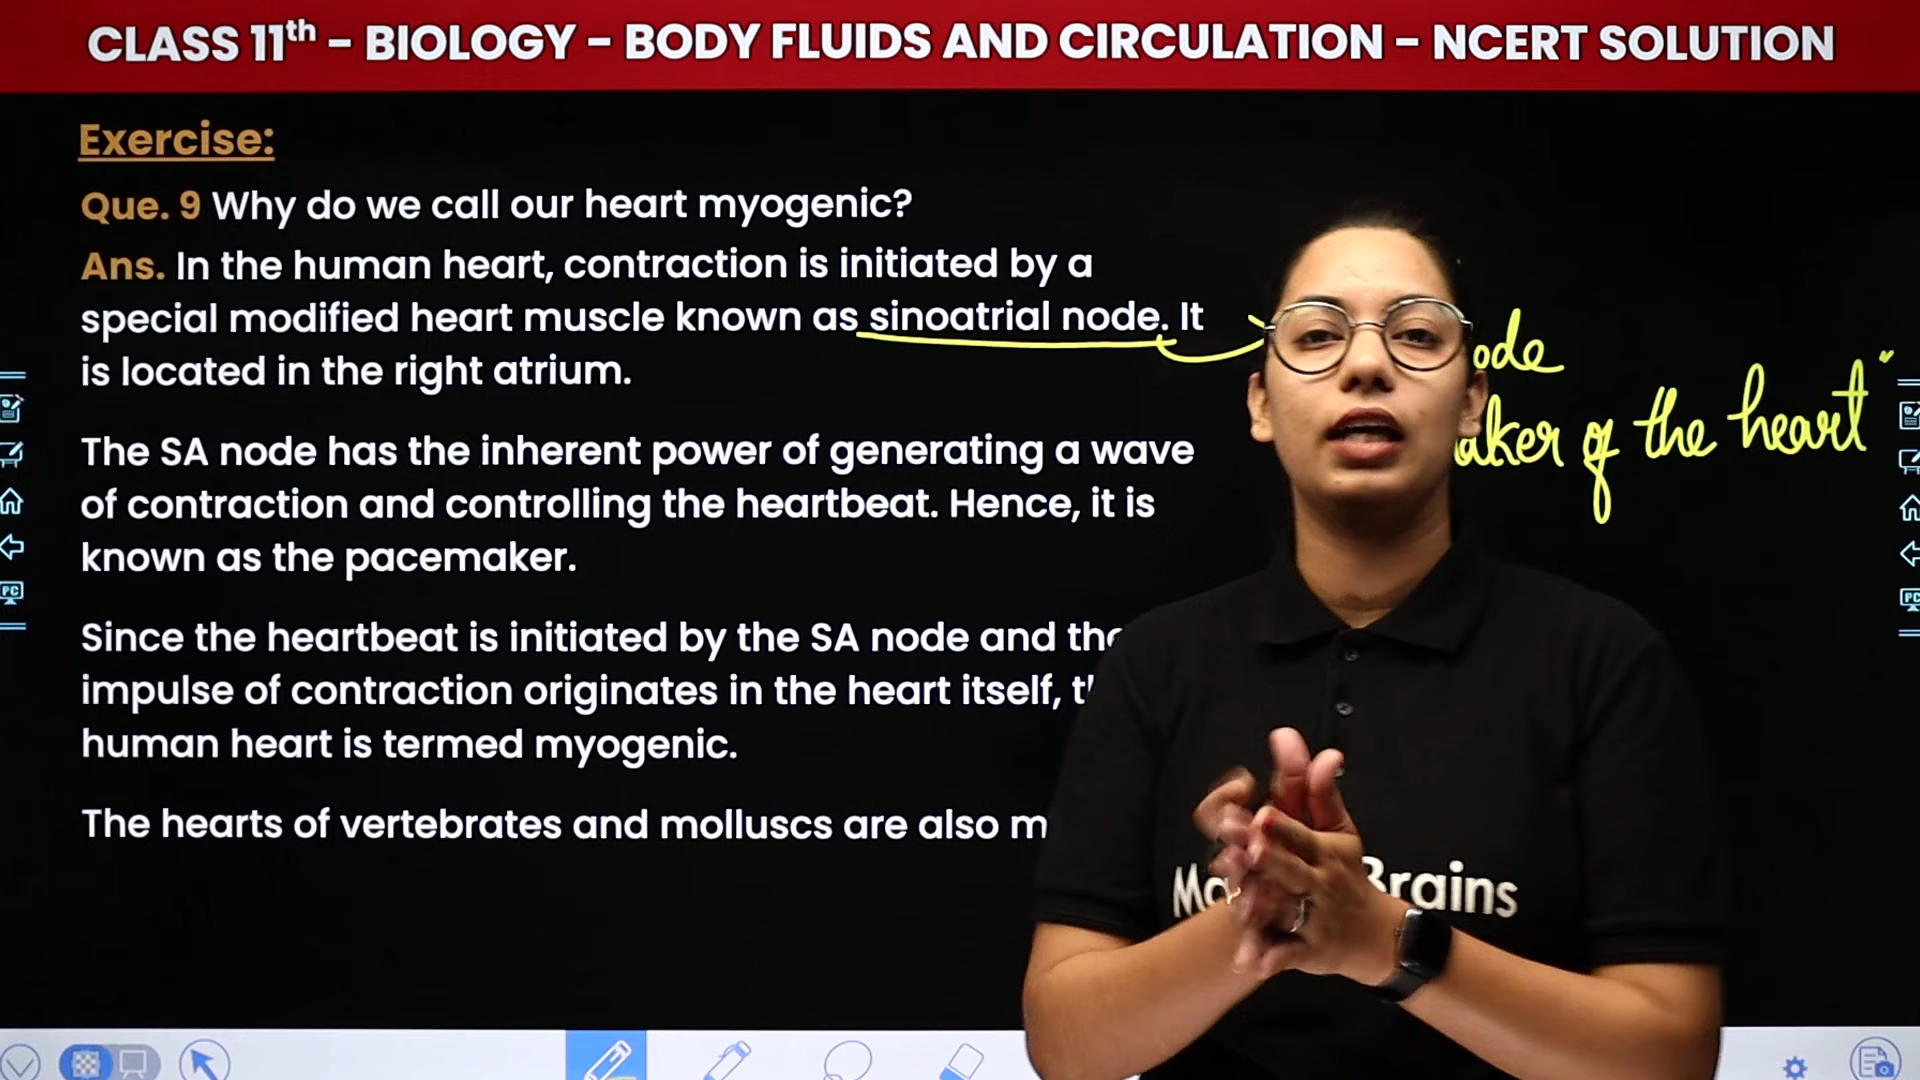 CLASS 11th - BIOLOGY - BODY FLUIDS AND CIRCULATION - NCERT SOLUTION
Exercise:
Que. 9 Why do we call our heart myogenic?
Ans. In the human heart, contraction is initiated by a
special modified heart muscle known as sinoatrial node. It
is located in the right atrium.
The SA node has the inherent power of generating a wave
of contraction and controlling the heartbeat. Hence, it is
known as the pacemaker.
Since the heartbeat is initiated by the SA node and the
impulse of contraction originates in the heart itself,
human heart is termed myogenic.
The hearts of vertebrates and molluscs are also
of the heart"
Brains
PC
PC